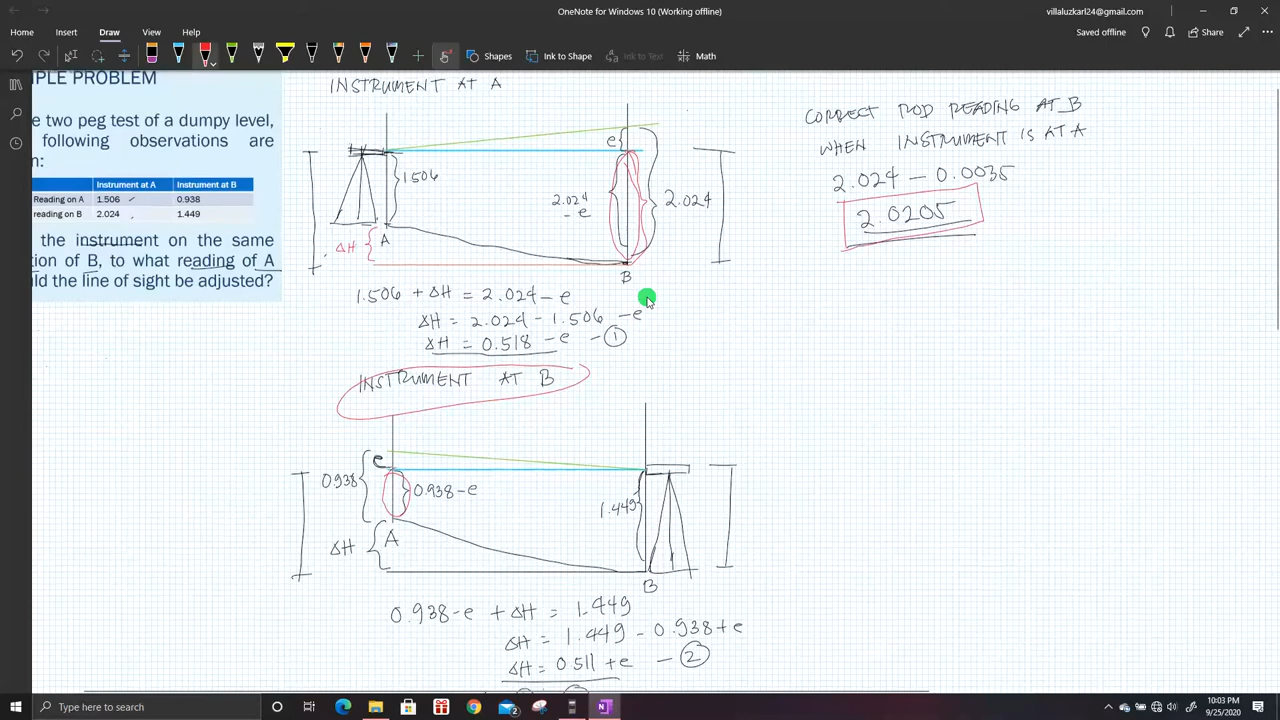 OneNote for Windows 10 (Working offline)
villaluzkarl24@gmail.com
Home Insert Draw View Help
Saved offline Share
Shapes Ink to Shape Ink to Text Math
IPLE PROBLEM
e two peg test of a dumpy level,
following observations are
n:
Instrument at A Instrument at B
Reading on A 1.506 0.938
reading on B 2.024 1.449
the instrument on the same
tion of B, to what reading of A
ld the line of sight be adjusted?
INSTRUMENT AT A
e
1.506
2.024
- e
2.024
ΔH
A
B
1.506 + ΔH = 2.024 - e
ΔH = 2.024 - 1.506 - e
ΔH = 0.518 - e - ①
CORRECT ROD READING AT B
WHEN INSTRUMENT IS AT A
2.024 - 0.0035
2.0205
INSTRUMENT AT B
e
0.938
0.938 - e
1.449
ΔH
A
B
0.938 - e + ΔH = 1.449
ΔH = 1.449 - 0.938 + e
ΔH = 0.511 + e - ②
Type here to search
10:03 PM
9/25/2020